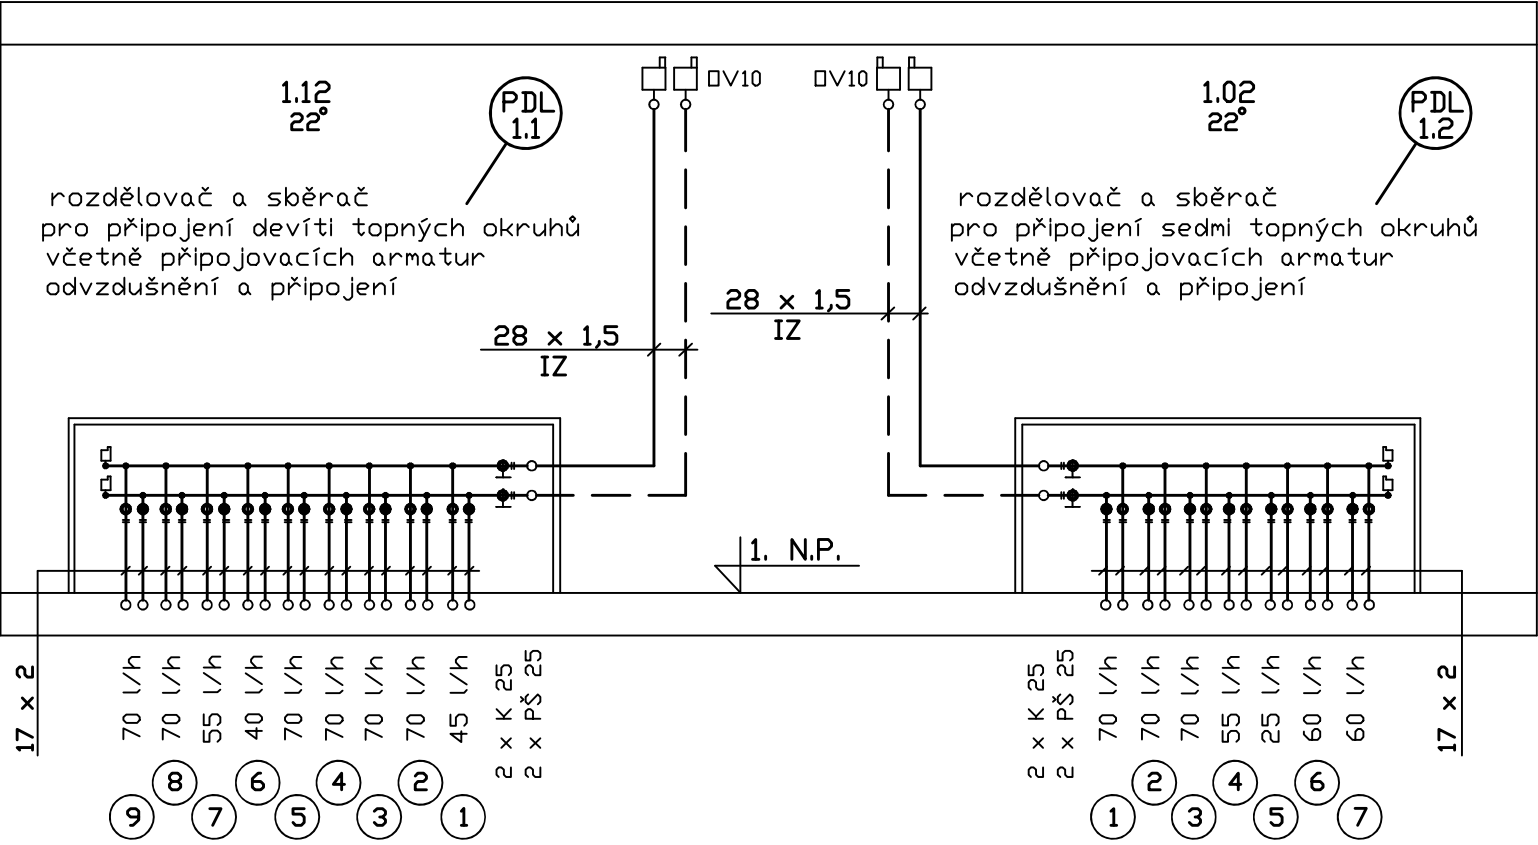 1.12
22°
PDL
1.1
rozdělovač a sběrač
pro připojení devíti topných okruhů
včetně připojovacích armatur
odvzdušnění a připojení
OV10
OV10
1.02
22°
PDL
1.2
rozdělovač a sběrač
pro připojení sedmi topných okruhů
včetně připojovacích armatur
odvzdušnění a připojení
28 x 1,5
IZ
28 x 1,5
IZ
1. N.P.
17 x 2
70 l/h
70 l/h
55 l/h
40 l/h
70 l/h
70 l/h
70 l/h
70 l/h
45 l/h
2 x K 25
2 x PŠ 25
9
8
7
6
5
4
3
2
1
2 x K 25
2 x PŠ 25
70 l/h
70 l/h
70 l/h
55 l/h
25 l/h
60 l/h
60 l/h
17 x 2
1
2
3
4
5
6
7